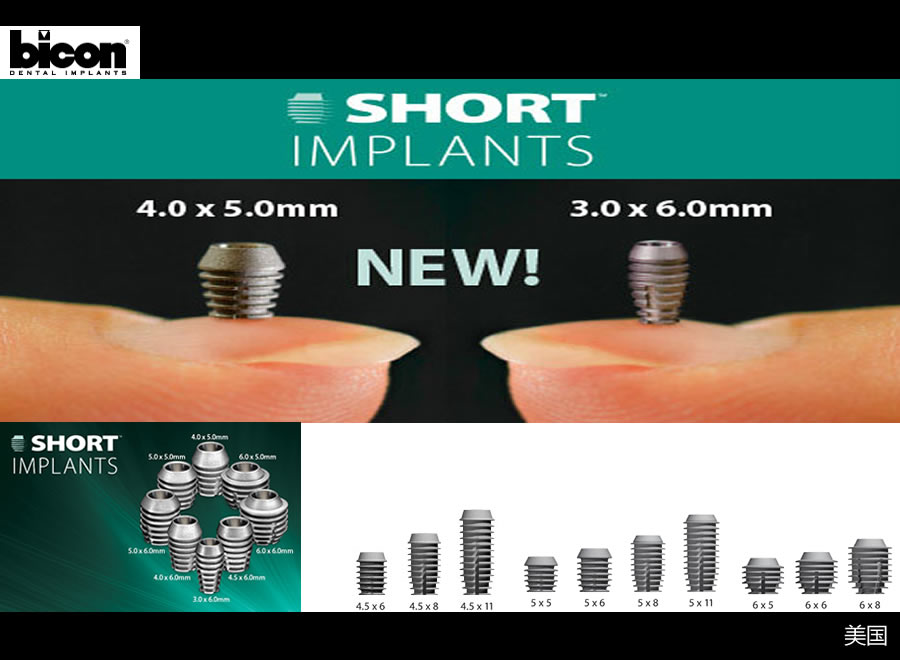 bicon®
DENTAL IMPLANTS
SHORT™
IMPLANTS
4.0 x 5.0mm
3.0 x 6.0mm
NEW!
SHORT™
IMPLANTS
4.0 x 5.0mm
5.0 x 5.0mm
6.0 x 5.0mm
5.0 x 6.0mm
6.0 x 6.0mm
4.0 x 6.0mm
4.5 x 6.0mm
3.0 x 6.0mm
4.5 x 6
4.5 x 8
4.5 x 11
5 x 5
5 x 6
5 x 8
5 x 11
6 x 5
6 x 6
6 x 8
美国